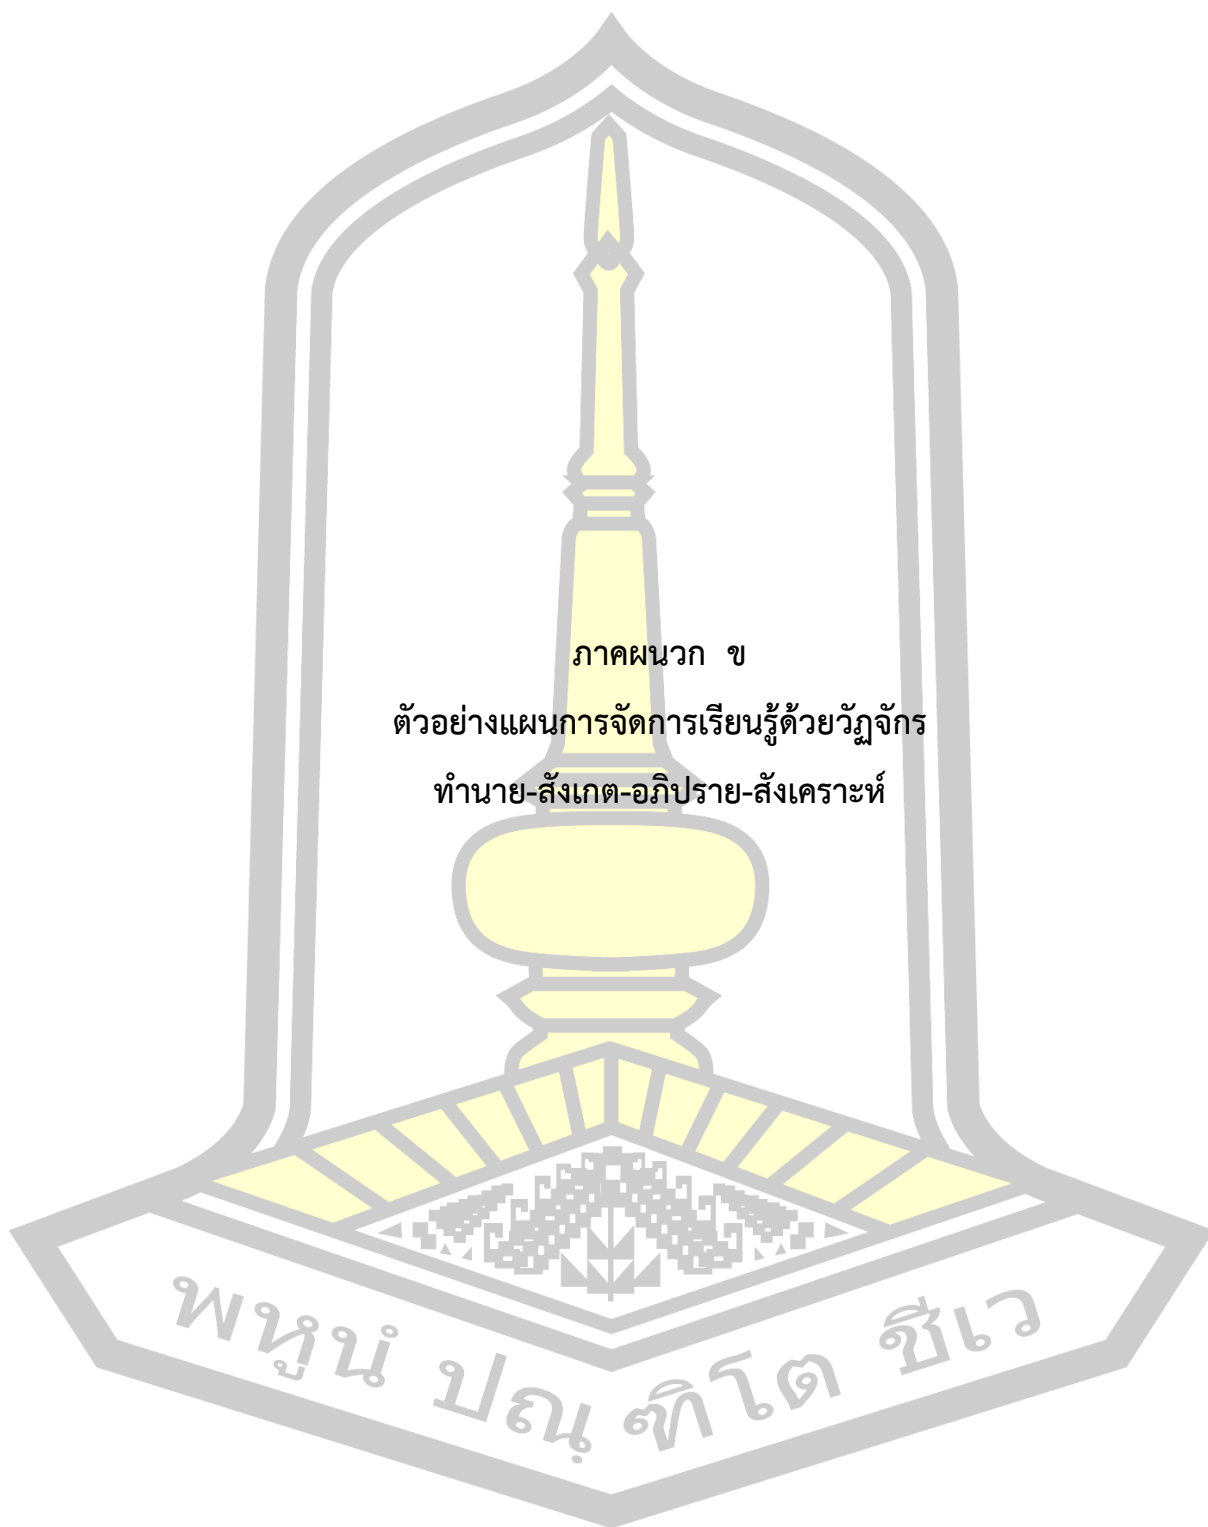 ภาคผนวก ข
ตัวอย่างแผนการจัดการเรียนรู้ด้วยวัฏจักร
ทำนาย-สังเกต-อภิปราย-สังเคราะห์
พหูนํ ปณฺฑิโต ชีเว